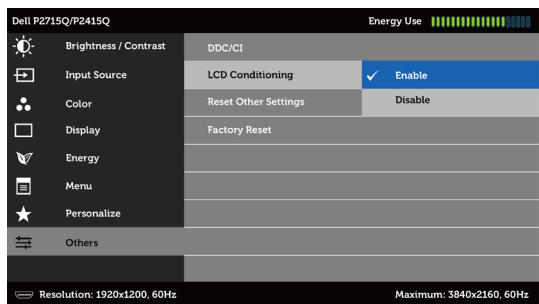 Dell P2715Q/P2415Q Energy Use
Brightness / Contrast DDC/CI
Input Source LCD Conditioning ✓ Enable
Color Reset Other Settings Disable
Display Factory Reset
Energy
Menu
Personalize
Others
Resolution: 1920x1200, 60Hz Maximum: 3840x2160, 60Hz